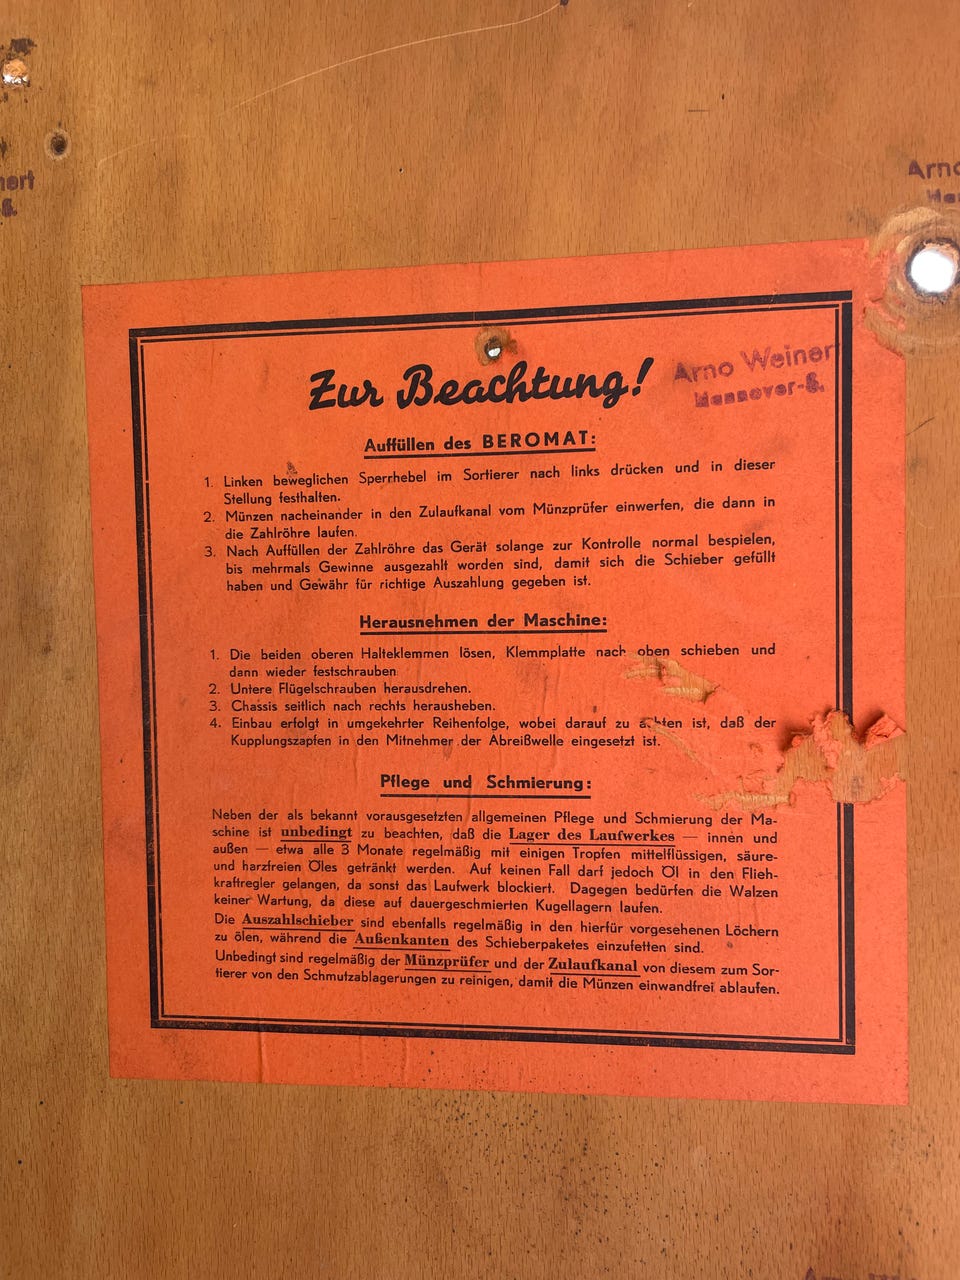 nert
Arno
Zur Beachtung!
Arno Weinert
Hannover-S.
Auffüllen des BEROMAT:
1. Linken beweglichen Sperrhebel im Sortierer nach links drücken und in dieser
Stellung festhalten.
2. Münzen nacheinander in den Zulaufkanal vom Münzprüfer einwerfen, die dann in
die Zahlröhre laufen.
3. Nach Auffüllen der Zahlröhre das Gerät solange zur Kontrolle normal bespielen,
bis mehrmals Gewinne ausgezahlt worden sind, damit sich die Schieber gefüllt
haben und Gewähr für richtige Auszahlung gegeben ist.
Herausnehmen der Maschine:
1. Die beiden oberen Halteklemmen lösen, Klemmplatte nach oben schieben und
dann wieder festschrauben
2. Untere Flügelschrauben herausdrehen.
3. Chassis seitlich nach rechts herausheben.
4. Einbau erfolgt in umgekehrter Reihenfolge, wobei darauf zu achten ist, daß der
Kupplungszapfen in den Mitnehmer der Abreißwelle eingesetzt ist.
Pflege und Schmierung:
Neben der als bekannt vorausgesetzten allgemeinen Pflege und Schmierung der Ma-
schine ist unbedingt zu beachten, daß die Lager des Laufwerkes — innen und
außen — etwa alle 3 Monate regelmäßig mit einigen Tropfen mittelflüssigen, säure-
und harzfreien Öles getränkt werden. Auf keinen Fall darf jedoch Öl in den Flieh-
kraftregler gelangen, da sonst das Laufwerk blockiert. Dagegen bedürfen die Walzen
keiner Wartung, da diese auf dauergeschmierten Kugellagern laufen.
Die Auszahlschieber sind ebenfalls regelmäßig in den hierfür vorgesehenen Löchern
zu ölen, während die Außenkanten des Schieberpaketes einzufetten sind.
Unbedingt sind regelmäßig der Münzprüfer und der Zulaufkanal von diesem zum Sor-
tierer von den Schmutzablagerungen zu reinigen, damit die Münzen einwandfrei ablaufen.